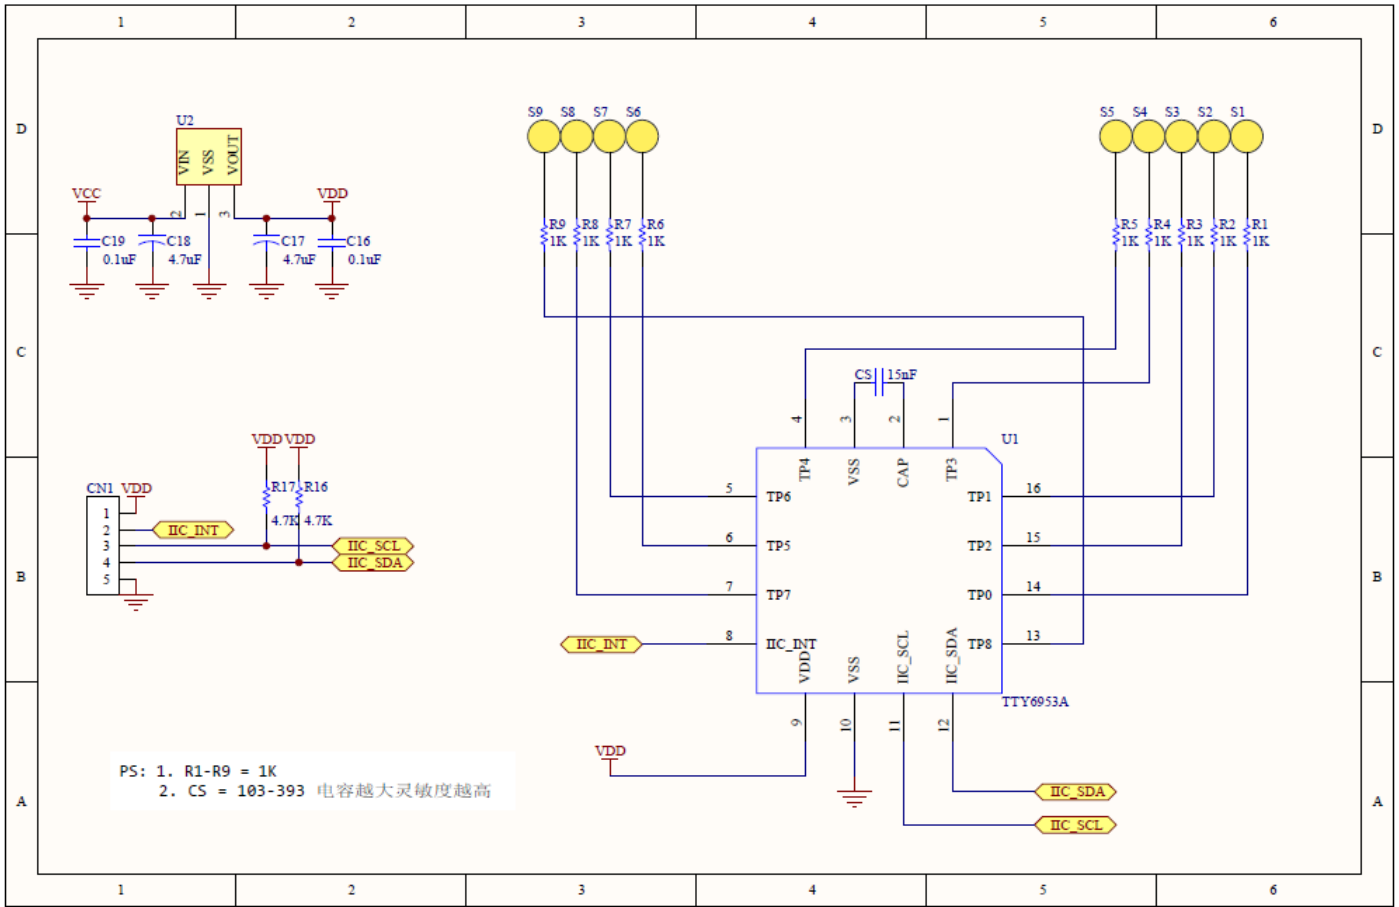 1 2 3 4 5 6
D D
U2
VIN VSS VOUT
2 1 3
VCC VDD
C19 C18 C17 C16
0.1uF 4.7uF 4.7uF 0.1uF
S9 S8 S7 S6
S5 S4 S3 S2 S1
R9 R8 R7 R6
1K 1K 1K 1K
R5 R4 R3 R2 R1
1K 1K 1K 1K 1K
C C
CS 15nF
4 3 2 1
U1
TP4 VSS CAP TP3
5 TP6 TP1 16
6 TP5 TP2 15
7 TP7 TP0 14
IIC_INT 8 IIC_INT TP8 13
VDD VSS IIC_SCL IIC_SDA
TTY6953A
9 10 11 12
VDD
IIC_SDA
IIC_SCL
VDD VDD
R17 R16
4.7K 4.7K
CN1 VDD
1
2 IIC_INT
3 IIC_SCL
4 IIC_SDA
5
B B
PS: 1. R1-R9 = 1K
2. CS = 103-393 电容越大灵敏度越高
A A
1 2 3 4 5 6